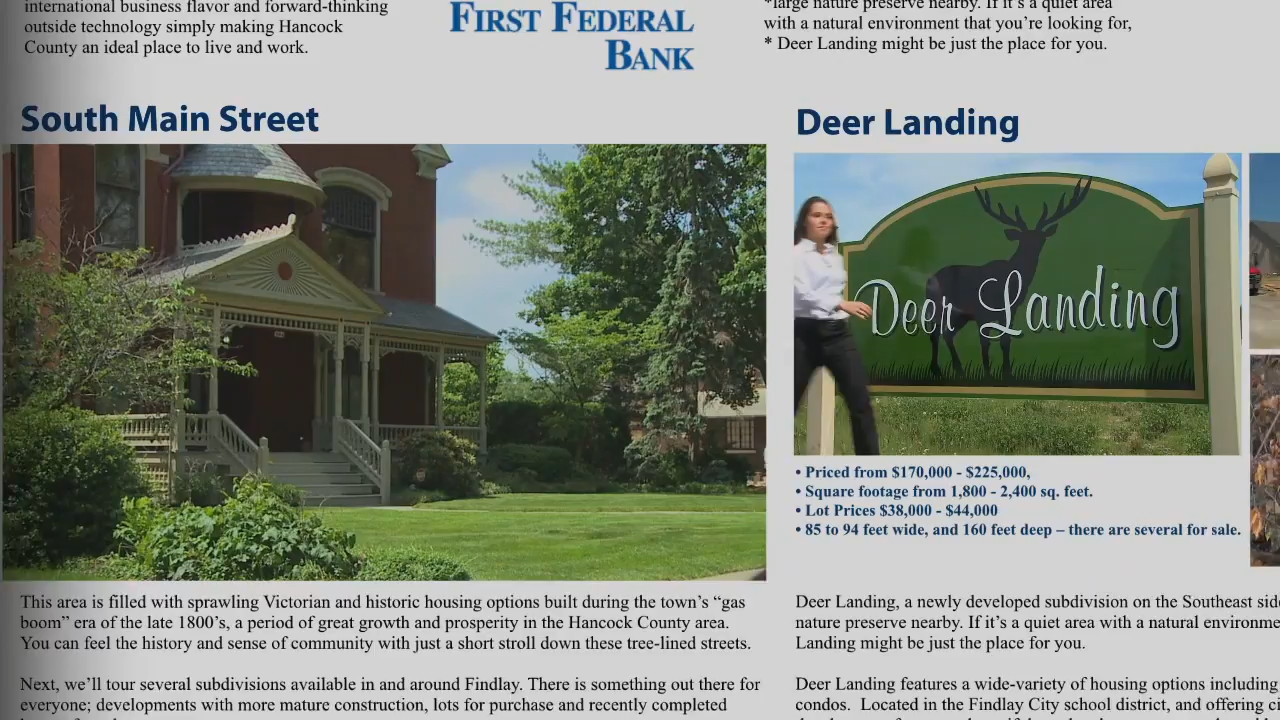 international business flavor and forward-thinking
outside technology simply making Hancock
County an ideal place to live and work.
FIRST FEDERAL
BANK
*large nature preserve nearby. If it's a quiet area
with a natural environment that you're looking for,
* Deer Landing might be just the place for you.
South Main Street
This area is filled with sprawling Victorian and historic housing options built during the town's “gas
boom” era of the late 1800's, a period of great growth and prosperity in the Hancock County area.
You can feel the history and sense of community with just a short stroll down these tree-lined streets.
Next, we'll tour several subdivisions available in and around Findlay. There is something out there for
everyone; developments with more mature construction, lots for purchase and recently completed
Deer Landing
Deer Landing
• Priced from $170,000 - $225,000,
• Square footage from 1,800 - 2,400 sq. feet.
• Lot Prices $38,000 - $44,000
• 85 to 94 feet wide, and 160 feet deep – there are several for sale.
Deer Landing, a newly developed subdivision on the Southeast
nature preserve nearby. If it's a quiet area with a natural
Landing might be just the place for you.
Deer Landing features a wide-variety of housing options including
condos. Located in the Findlay City school district, and offering